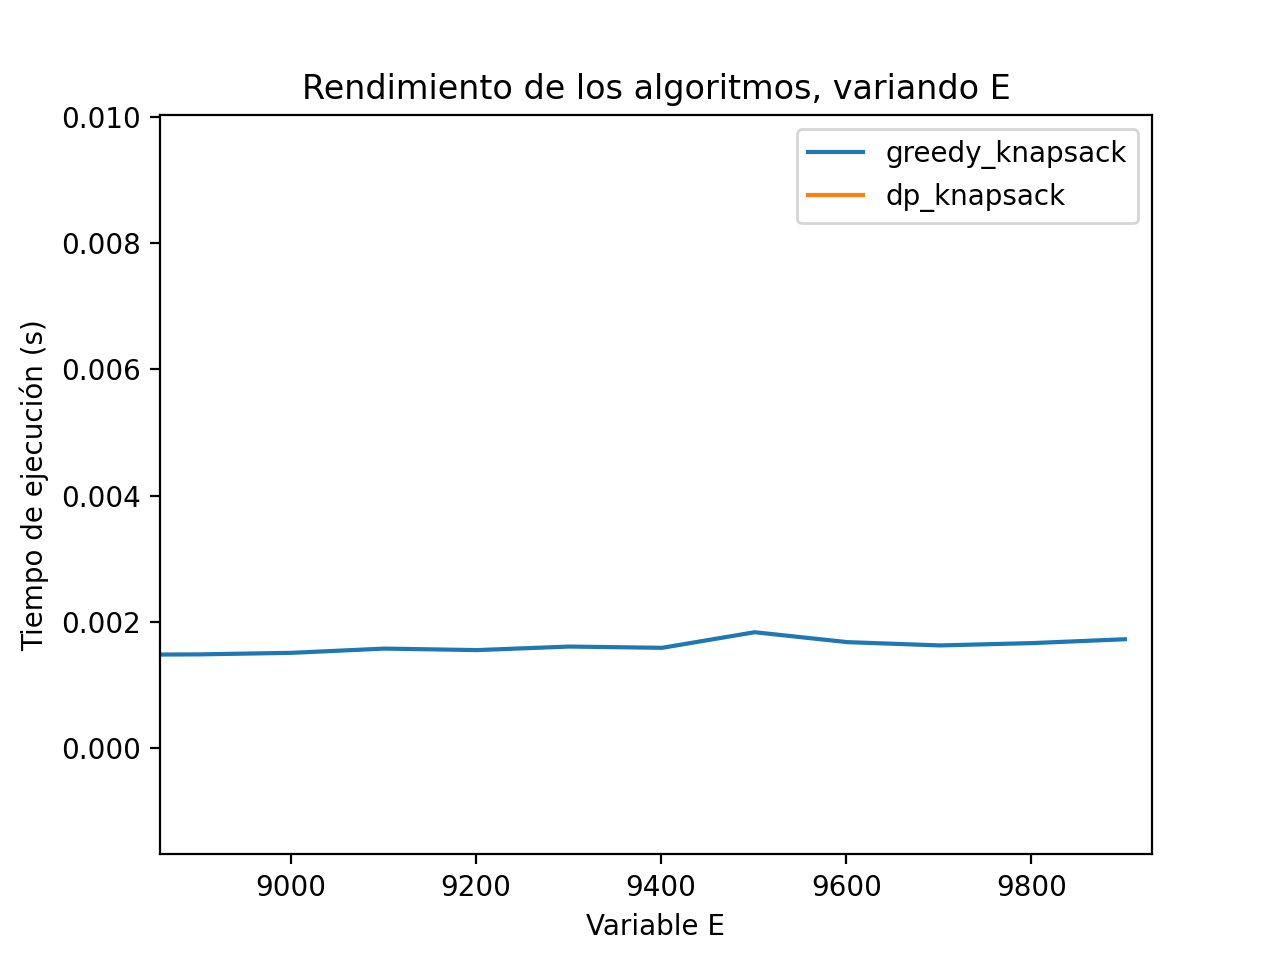 Rendimiento de los algoritmos, variando E
0.010
0.008
0.006
0.004
0.002
0.000
Tiempo de ejecución (s)
greedy_knapsack
dp_knapsack
9000 9200 9400 9600 9800
Variable E